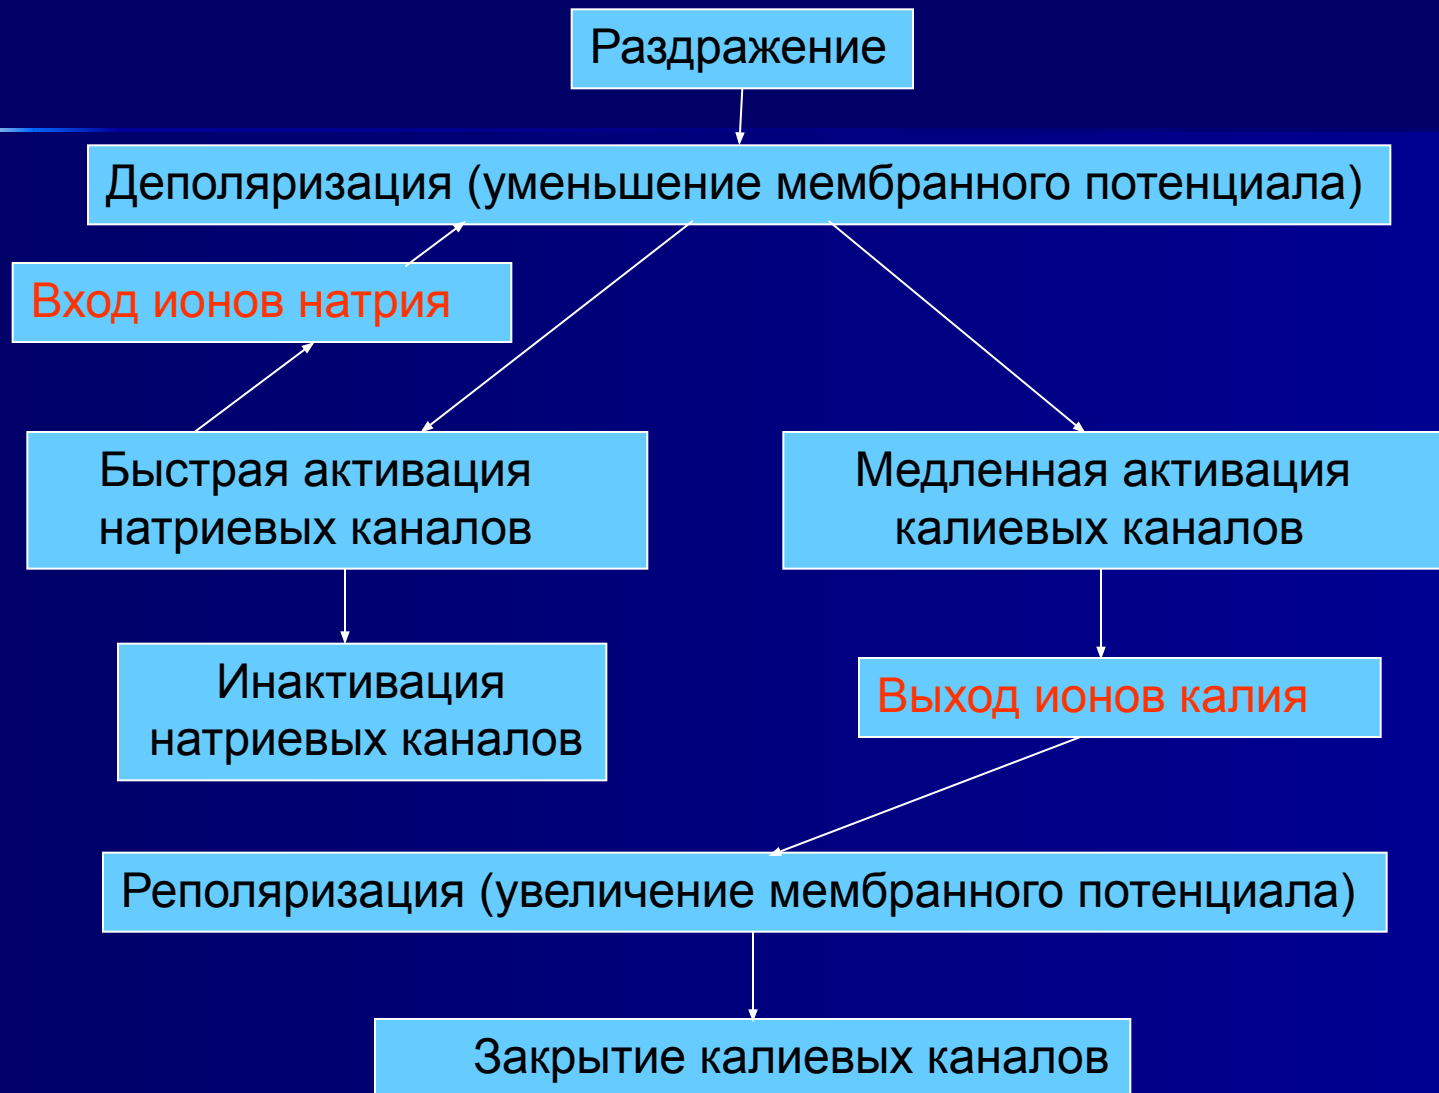 Раздражение
Деполяризация (уменьшение мембранного потенциала)
Вход ионов натрия
Быстрая активация
натриевых каналов
Медленная активация
калиевых каналов
Инактивация
натриевых каналов
Выход ионов калия
Реполяризация (увеличение мембранного потенциала)
Закрытие калиевых каналов